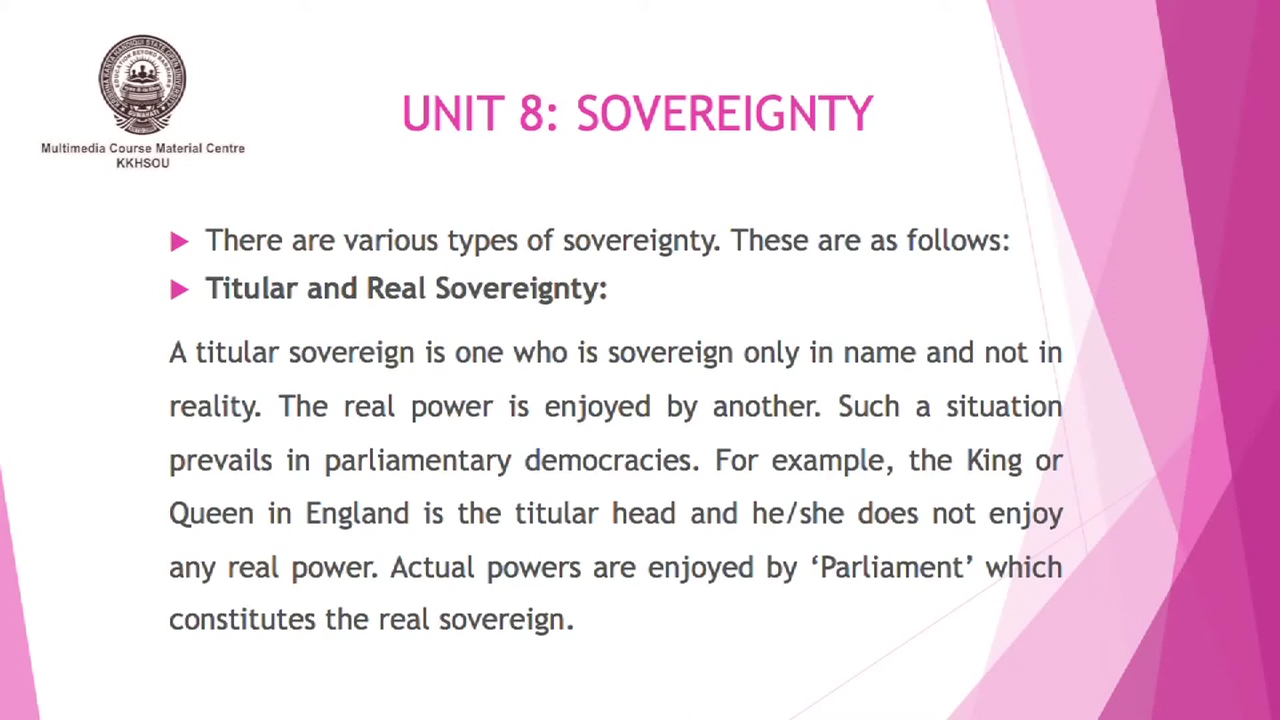 Multimedia Course Material Centre
KKHSOU
UNIT 8: SOVEREIGNTY
There are various types of sovereignty. These are as follows:
Titular and Real Sovereignty:
A titular sovereign is one who is sovereign only in name and not in
reality. The real power is enjoyed by another. Such a situation
prevails in parliamentary democracies. For example, the King or
Queen in England is the titular head and he/she does not enjoy
any real power. Actual powers are enjoyed by ‘Parliament’ which
constitutes the real sovereign.